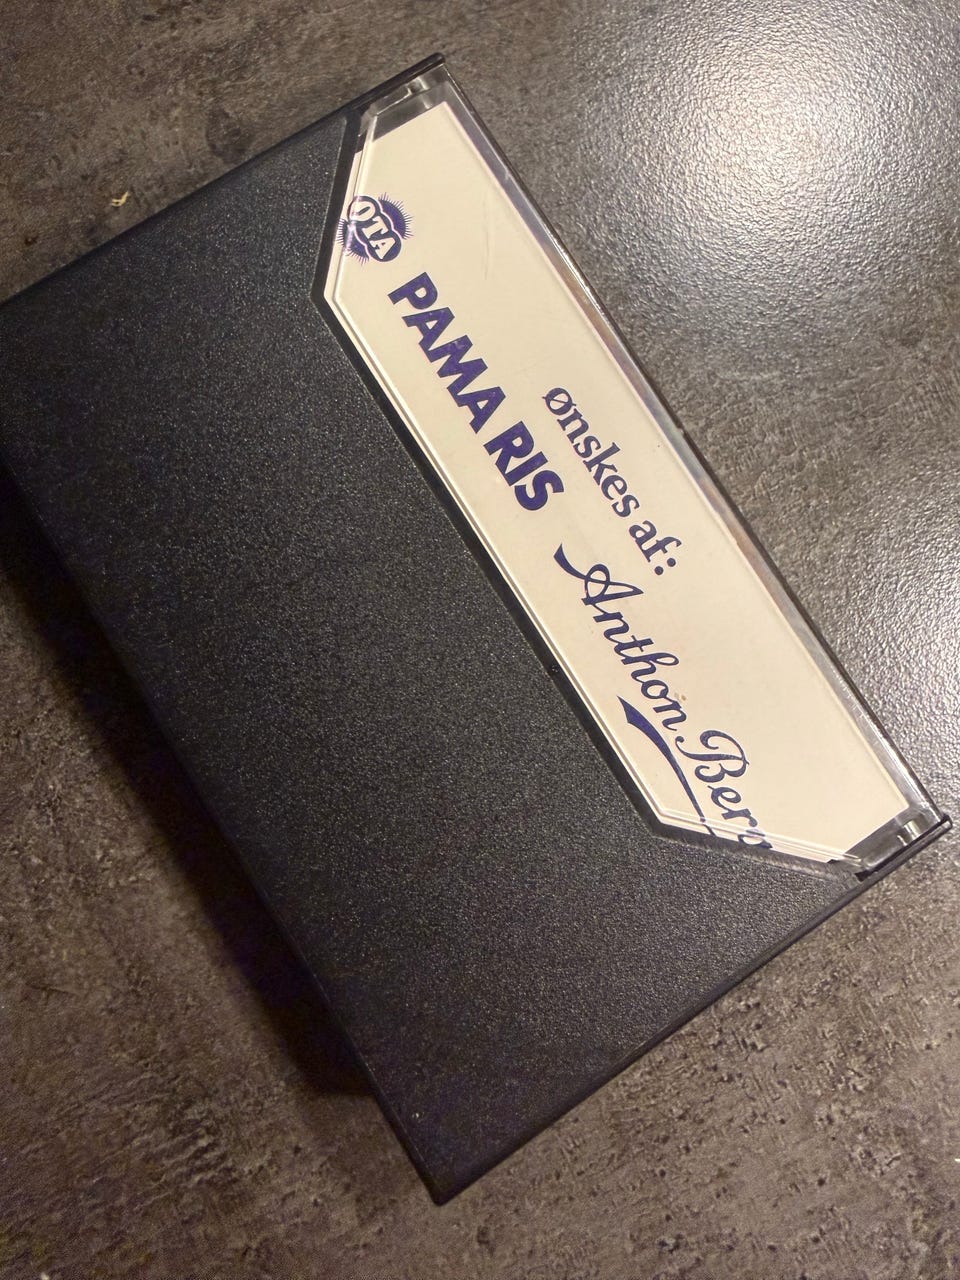 OTA
PAMA RIS
Ønskes af:
Anthon Berg